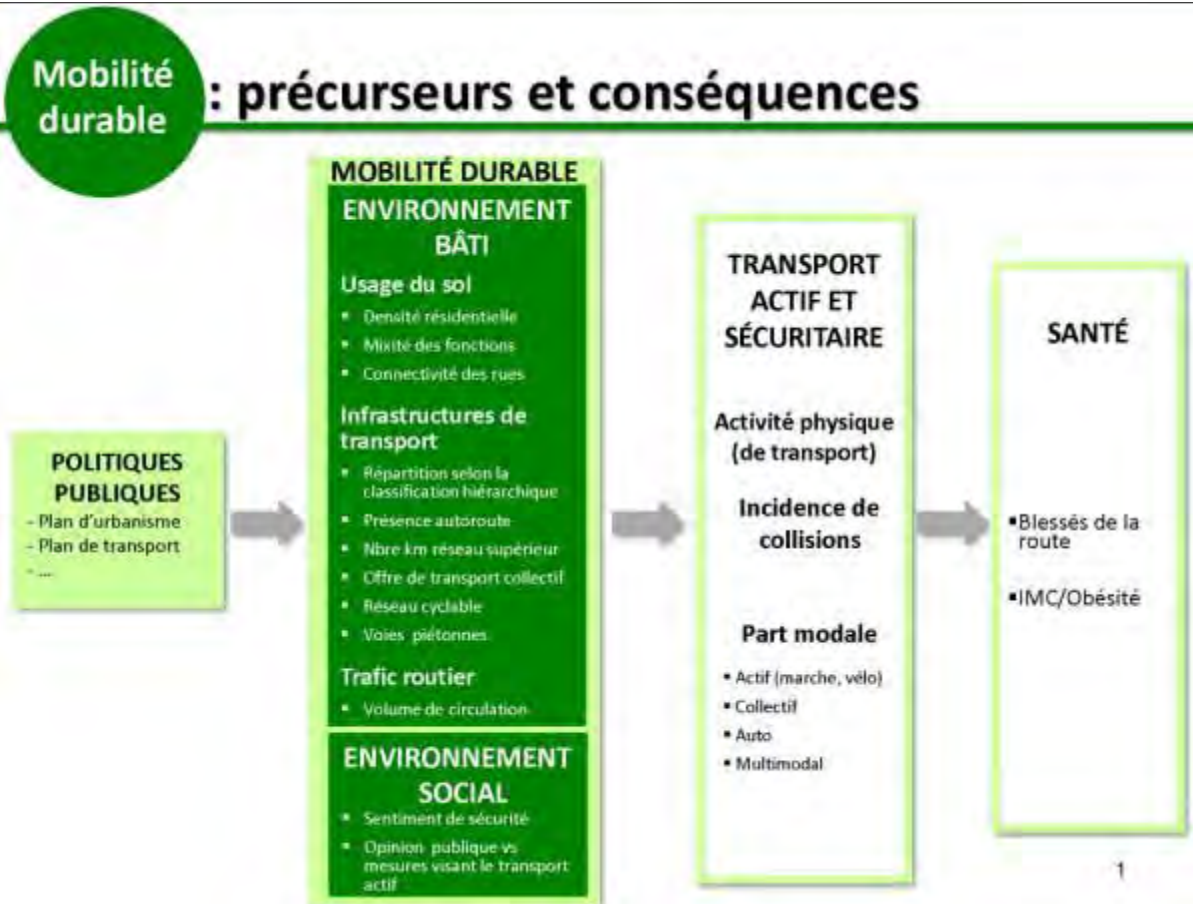 Mobilité
durable
: précurseurs et conséquences
POLITIQUES
PUBLIQUES
- Plan d'urbanisme
- Plan de transport
- ...
MOBILITÉ DURABLE
ENVIRONNEMENT
BÂTI
Usage du sol
▪ Densité résidentielle
▪ Mixité des fonctions
▪ Connectivité des rues
Infrastructures de
transport
▪ Répartition selon la
classification hiérarchique
▪ Présence autoroute
▪ Nbre km réseau supérieur
▪ Offre de transport collectif
▪ Réseau cyclable
▪ Voies piétonnes
Trafic routier
▪ Volume de circulation
ENVIRONNEMENT
SOCIAL
▪ Sentiment de sécurité
▪ Opinion publique vs
mesures visant le transport
actif
TRANSPORT
ACTIF ET
SÉCURITAIRE
Activité physique
(de transport)
Incidence de
collisions
Part modale
▪ Actif (marche, vélo)
▪ Collectif
▪ Auto
▪ Multimodal
SANTÉ
▪Blessés de la
route
▪IMC/Obésité
1